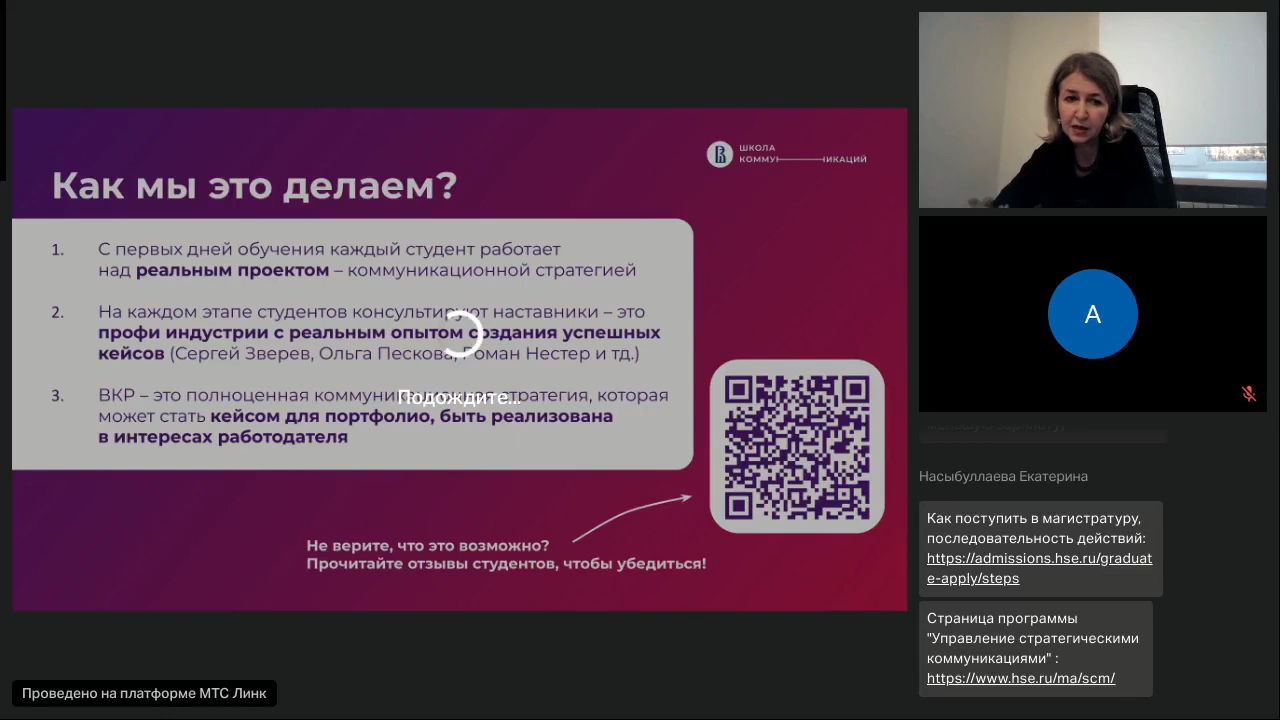 ШКОЛА
КОММУНИКАЦИЙ
Как мы это делаем?
1. С первых дней обучения каждый студент работает
над реальным проектом – коммуникационной стратегией
2. На каждом этапе студентов консультируют наставники – это
профи индустрии с реальным опытом создания успешных
кейсов (Сергей Зверев, Ольга Пескова, Роман Нестер и тд.)
3. ВКР – это полноценная коммуникационная стратегия, которая
может стать кейсом для портфолио, быть реализована
в интересах работодателя
Подождите...
Не верите, что это возможно?
Прочитайте отзывы студентов, чтобы убедиться!
Проведено на платформе МТС Линк
А
Насыбуллаева Екатерина
Как поступить в магистратуру,
последовательность действий:
https://admissions.hse.ru/graduat
e-apply/steps
Страница программы
"Управление стратегическими
коммуникациями" :
https://www.hse.ru/ma/scm/